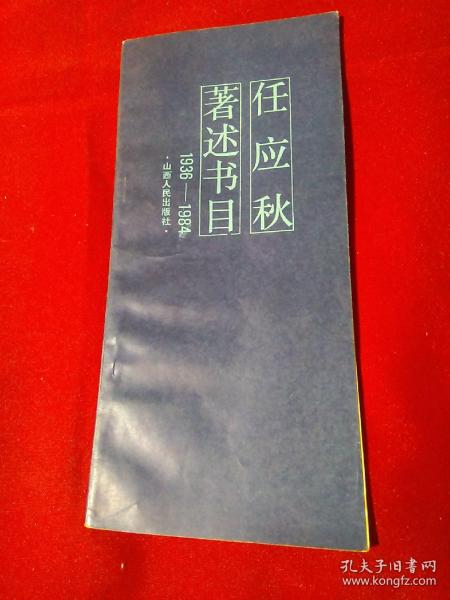 任应秋
著述书目
1936—1984
·山西人民出版社·
孔夫子旧书网
www.kongfz.com